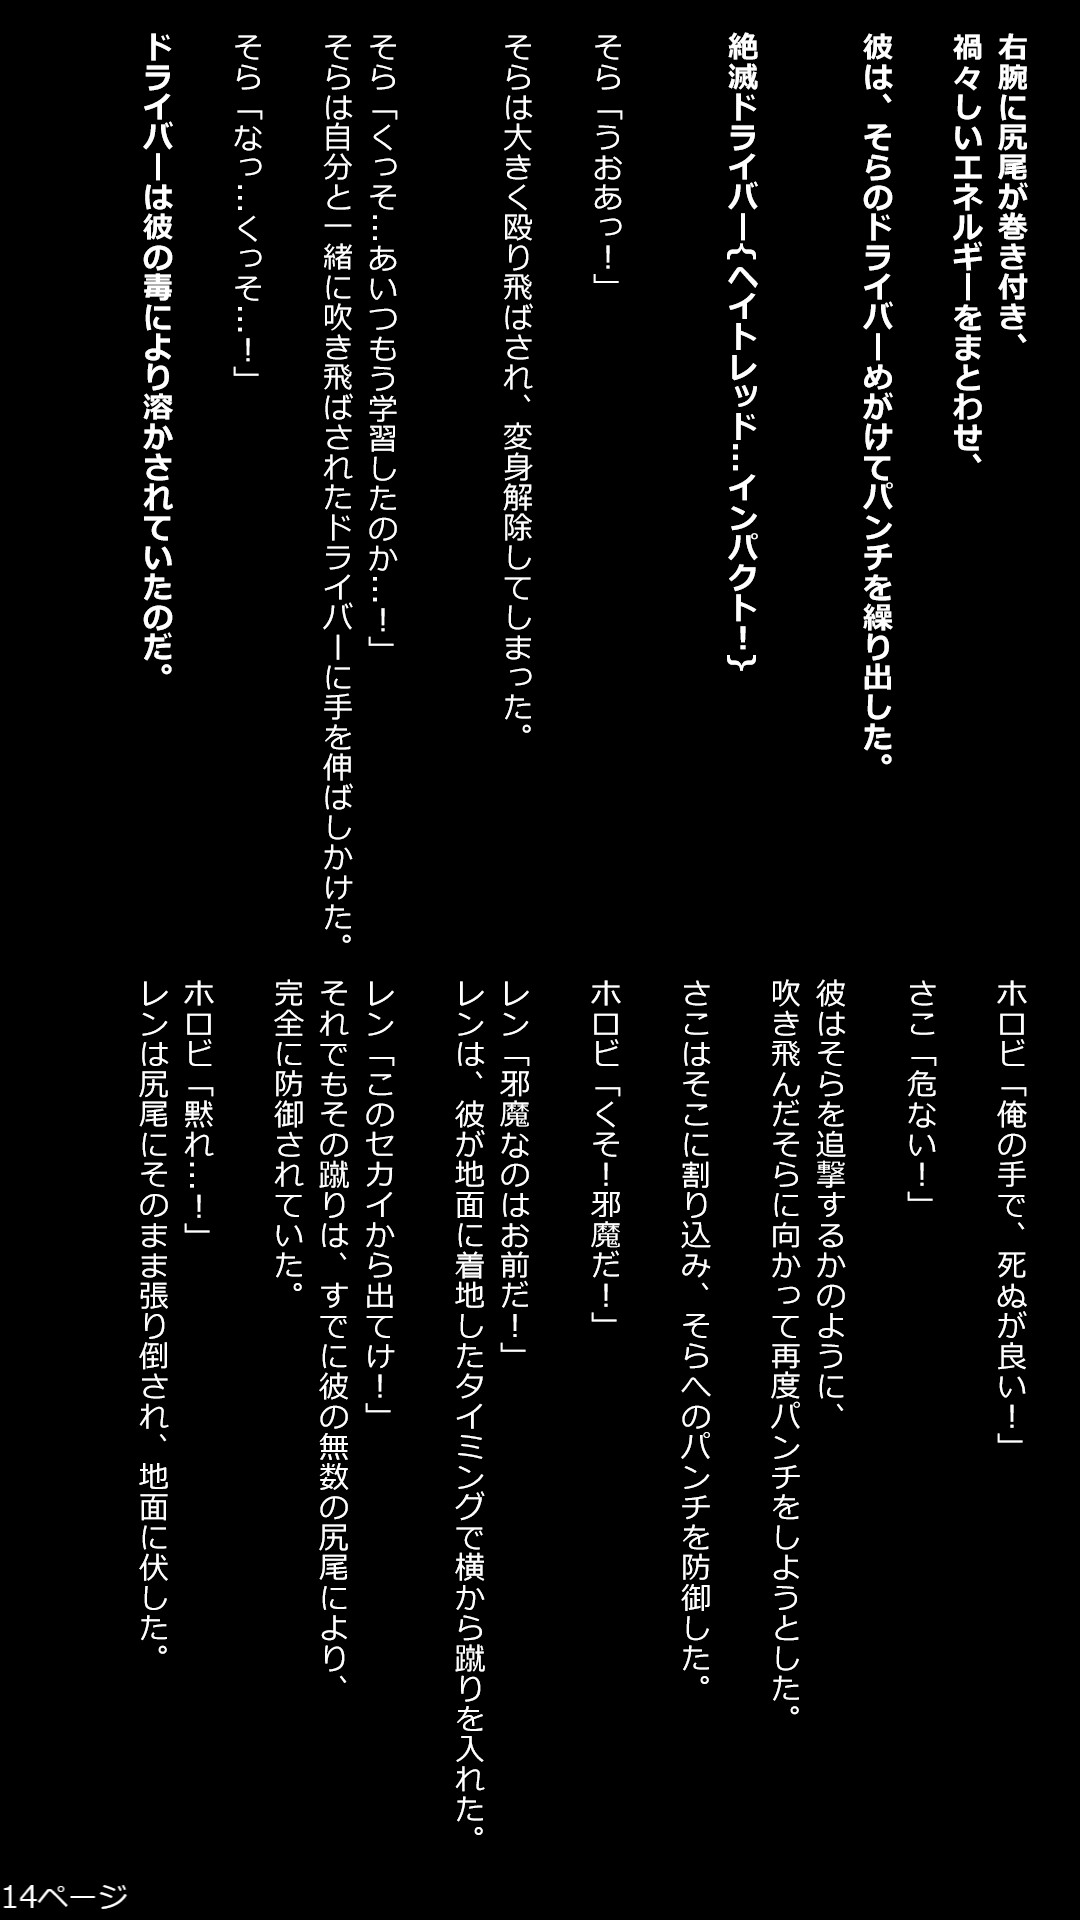 右腕に尻尾が巻き付き、
禍々しいエネルギーをまとわせ、
彼は、そらのドライバーめがけてパンチを繰り出した。
絶滅ドライバー{ヘイトレッド…インパクト！}
そら「うおあっ！」
そらは大きく殴り飛ばされ、変身解除してしまった。
そら「くっそ…あいつもう学習したのか…！」
そらは自分と一緒に吹き飛ばされたドライバーに手を伸ばしかけた。
そら「なっ…くっそ…！」
ドライバーは彼の毒により溶かされていたのだ。
ホロビ「俺の手で、死ぬが良い！」
さこ「危ない！」
彼はそらを追撃するかのように、
吹き飛んだそらに向かって再度パンチをしようとした。
さこはそこに割り込み、そらへのパンチを防御した。
ホロビ「くそ！邪魔だ！」
レン「邪魔なのはお前だ！」
レンは、彼が地面に着地したタイミングで横から蹴りを入れた。
レン「このセカイから出てけ！」
それでもその蹴りは、すでに彼の無数の尻尾により、
完全に防御されていた。
ホロビ「黙れ…！」
レンは尻尾にそのまま張り倒され、地面に伏した。
14ページ